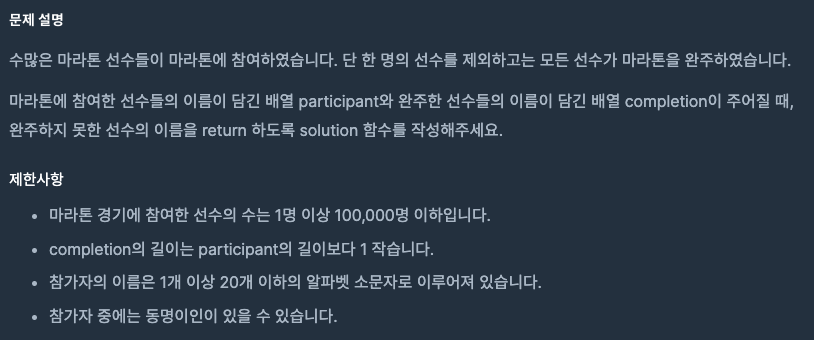 문제 설명
수많은 마라톤 선수들이 마라톤에 참여하였습니다. 단 한 명의 선수를 제외하고는 모든 선수가 마라톤을 완주하였습니다.
마라톤에 참여한 선수들의 이름이 담긴 배열 participant와 완주한 선수들의 이름이 담긴 배열 completion이 주어질 때,
완주하지 못한 선수의 이름을 return 하도록 solution 함수를 작성해주세요.
제한사항
• 마라톤 경기에 참여한 선수의 수는 1명 이상 100,000명 이하입니다.
• completion의 길이는 participant의 길이보다 1 작습니다.
• 참가자의 이름은 1개 이상 20개 이하의 알파벳 소문자로 이루어져 있습니다.
• 참가자 중에는 동명이인이 있을 수 있습니다.